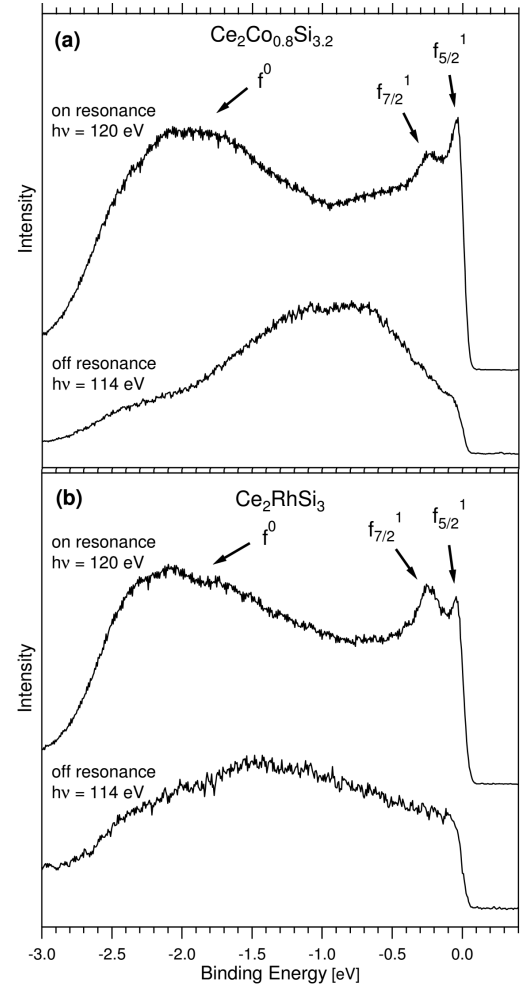 (a)
Ce₂Co₀.₈Si₃.₂
f₅/₂¹
f⁰
f₇/₂¹
on resonance
hν = 120 eV
Intensity
off resonance
hν = 114 eV
(b)
Ce₂RhSi₃
f₅/₂¹
f₇/₂¹
f⁰
on resonance
hν = 120 eV
Intensity
off resonance
hν = 114 eV
-3.0 -2.5 -2.0 -1.5 -1.0 -0.5 0.0
Binding Energy [eV]